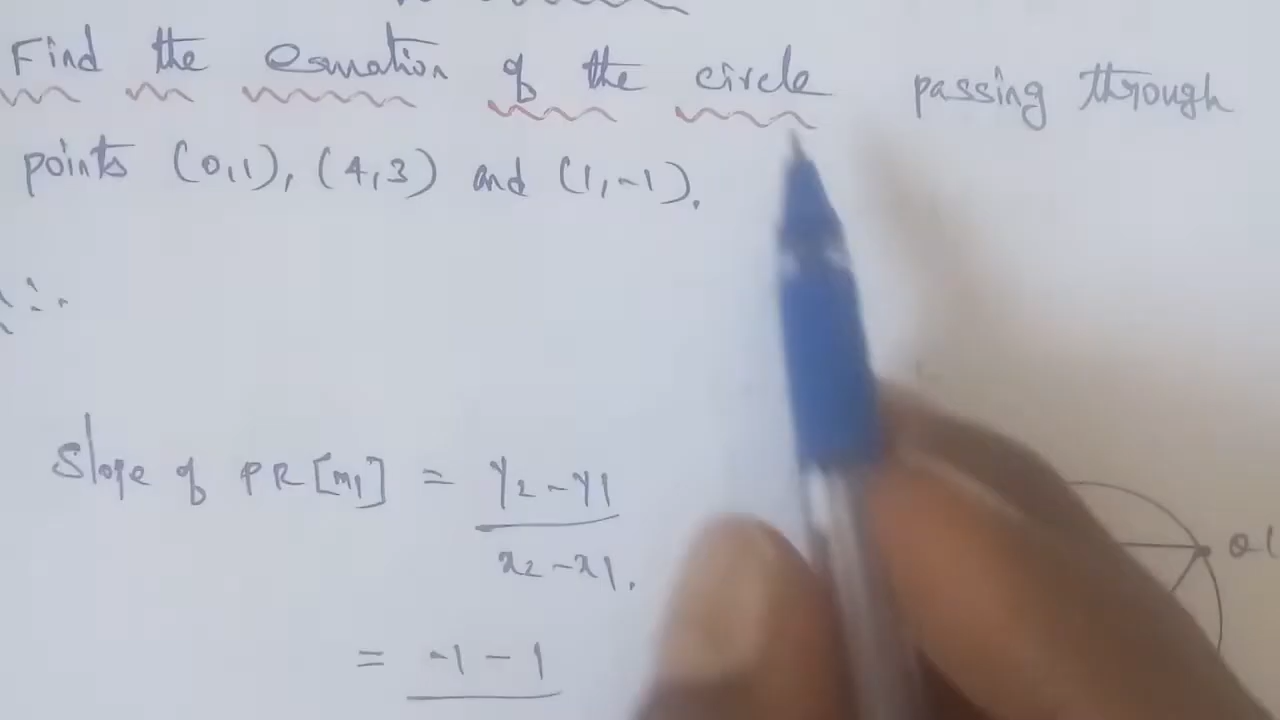 Find the equation of the circle passing through
points (0,1), (4,3) and (1,-1).
Slope of PR[m1] = y2-y1
x2-x1.
Q(
= -1-1